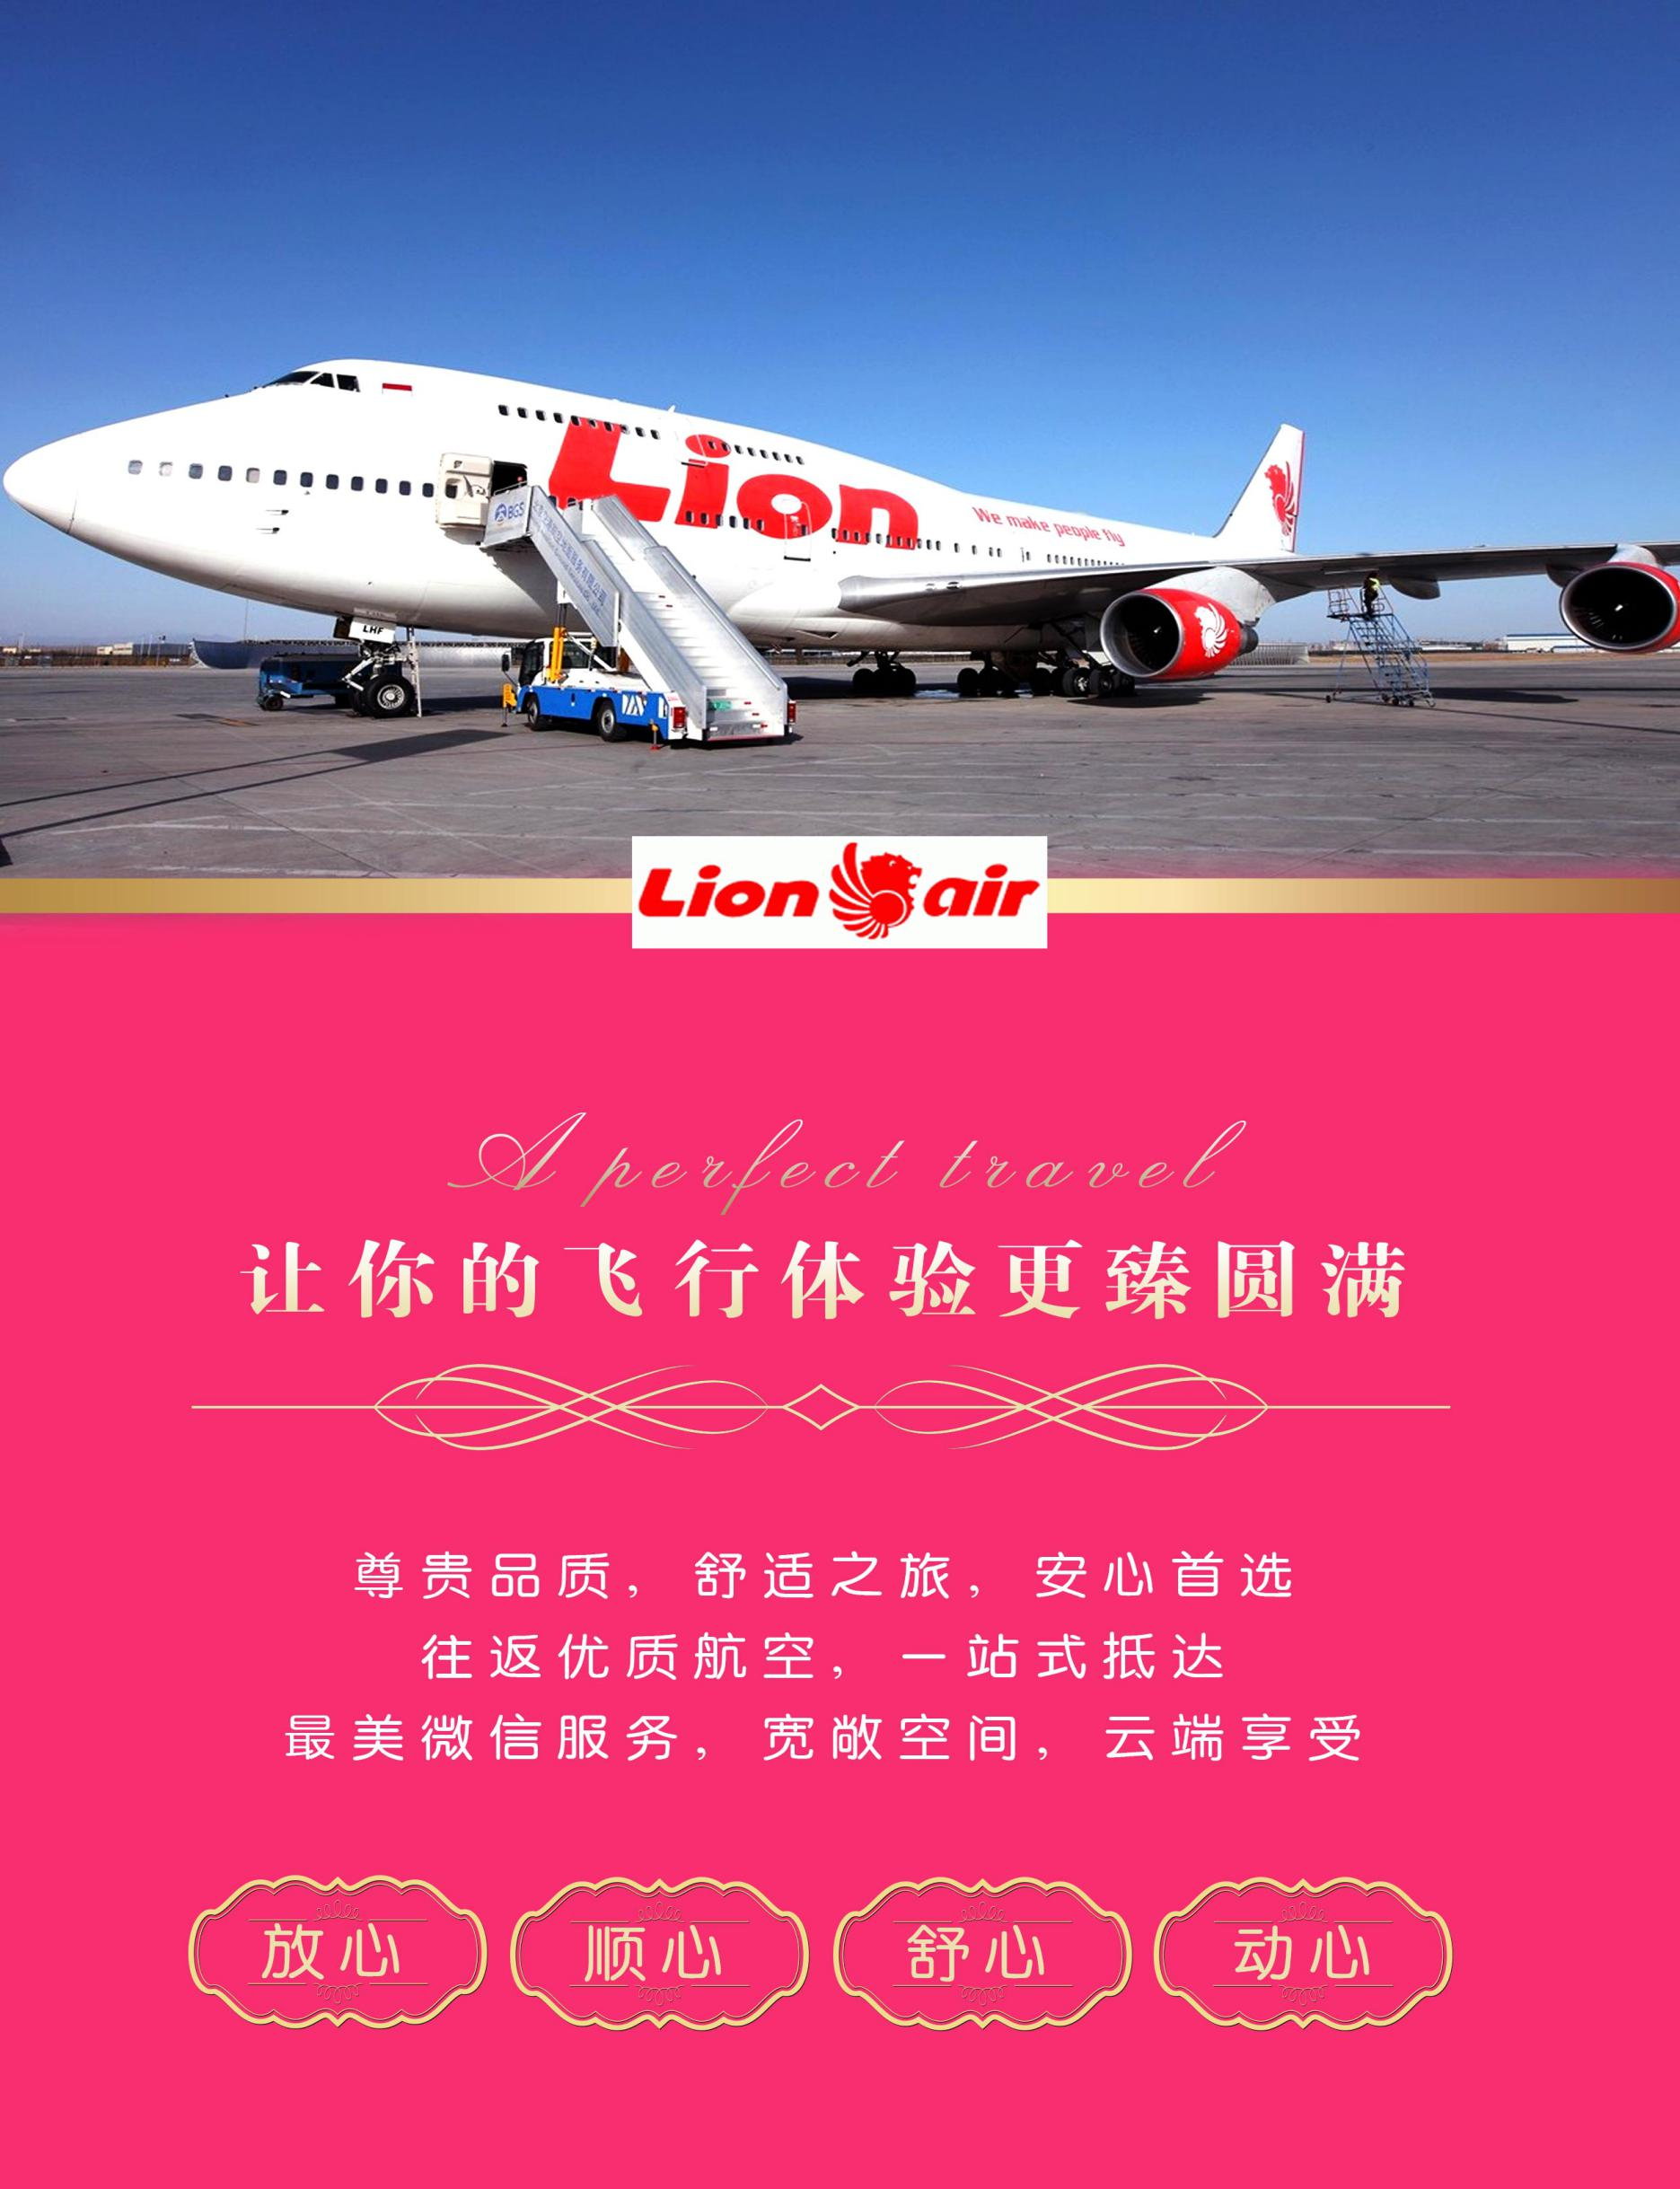 Lion
We make people fly
BGS
LHF
Lion air
A perfect travel
让你的飞行体验更臻圆满
尊贵品质，舒适之旅，安心首选
往返优质航空，一站式抵达
最美微信服务，宽敞空间，云端享受
放心 顺心 舒心 动心